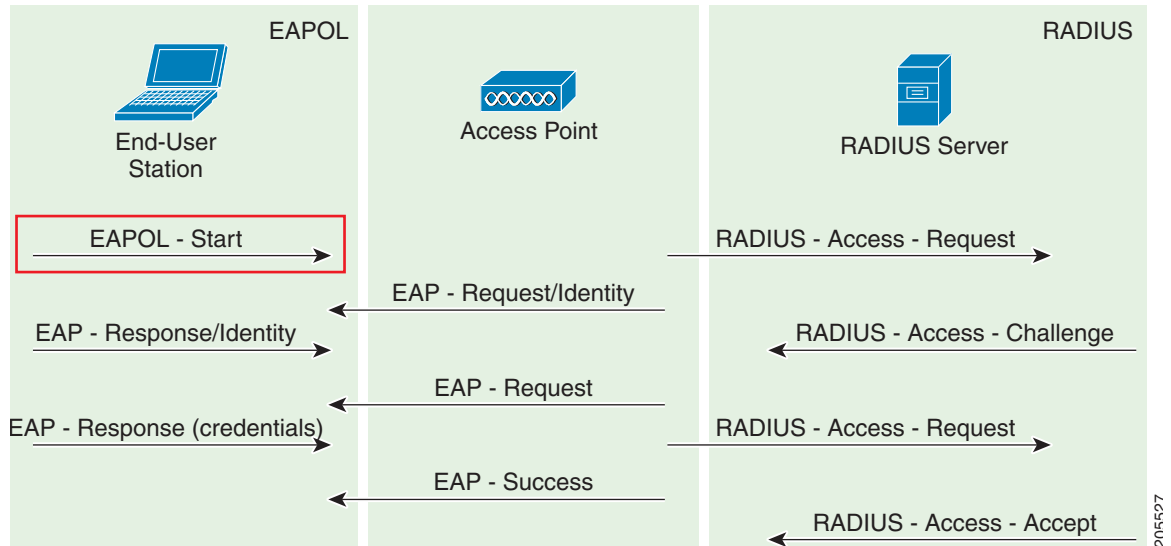 EAPOL
RADIUS
End-User
Station
Access Point
RADIUS Server
EAPOL - Start
RADIUS - Access - Request
EAP - Request/Identity
EAP - Response/Identity
RADIUS - Access - Challenge
EAP - Request
EAP - Response (credentials)
RADIUS - Access - Request
EAP - Success
RADIUS - Access - Accept
205527